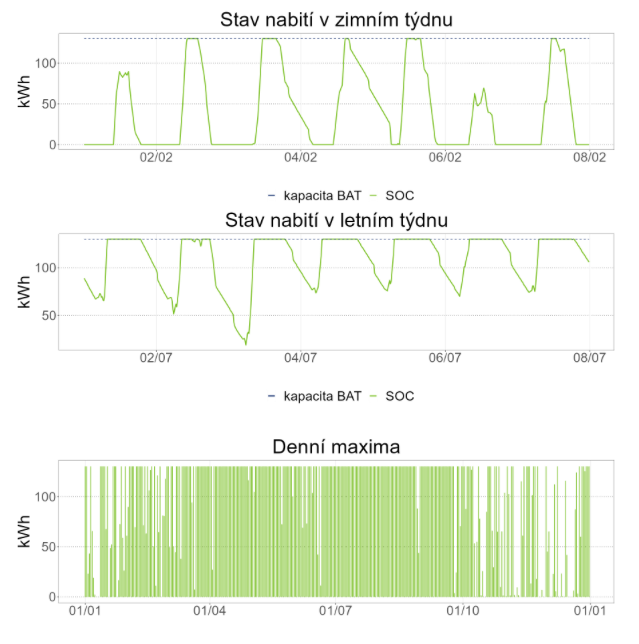 Stav nabití v zimním týdnu
kWh
100
50
0
02/02 04/02 06/02 08/02
kapacita BAT SOC
Stav nabití v letním týdnu
kWh
100
50
02/07 04/07 06/07 08/07
kapacita BAT SOC
Denní maxima
kWh
100
50
0
01/01 01/04 01/07 01/10 01/01